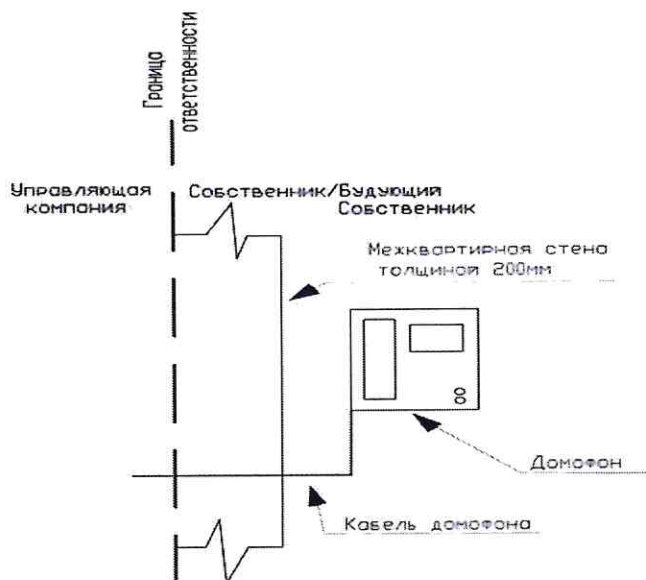 Граница
ответственности
Управляющая
компания
Собственник/Будующий
Собственник
Межквартирная стена
толщиной 200мм
Домофон
Кабель домофона